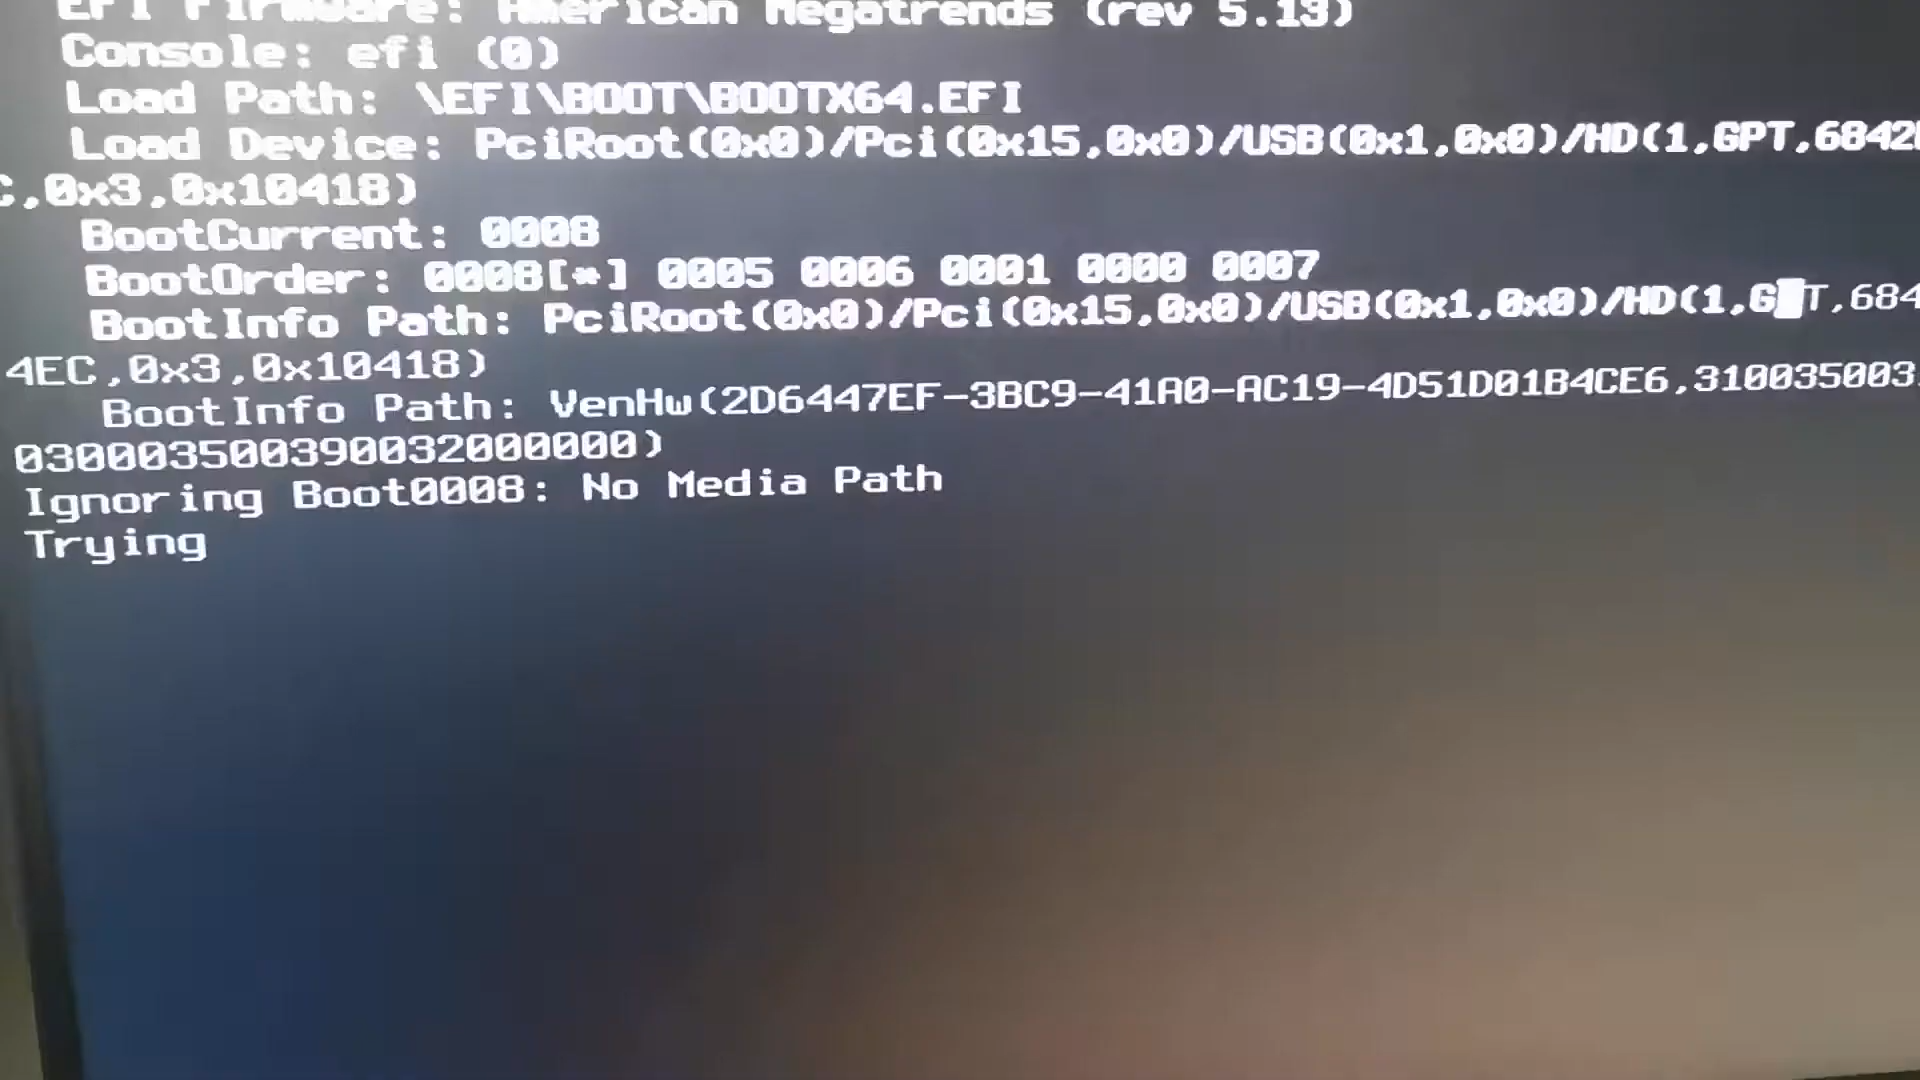 EFI Firmware: American Megatrends (rev 5.13)
Console: efi (0)
Load Path: \EFI\BOOT\BOOTX64.EFI
Load Device: PciRoot(0x0)/Pci(0x15,0x0)/USB(0x1,0x0)/HD(1,GPT,6842
C,0x3,0x10418)
BootCurrent: 0008
BootOrder: 0008[*] 0005 0006 0001 0000 0007
BootInfo Path: PciRoot(0x0)/Pci(0x15,0x0)/USB(0x1,0x0)/HD(1,GPT,684
4EC,0x3,0x10418)
BootInfo Path: VenHw(2D6447EF-3BC9-41A0-AC19-4D51D01B4CE6,310035003
030003500390032000000)
Ignoring Boot0008: No Media Path
Trying